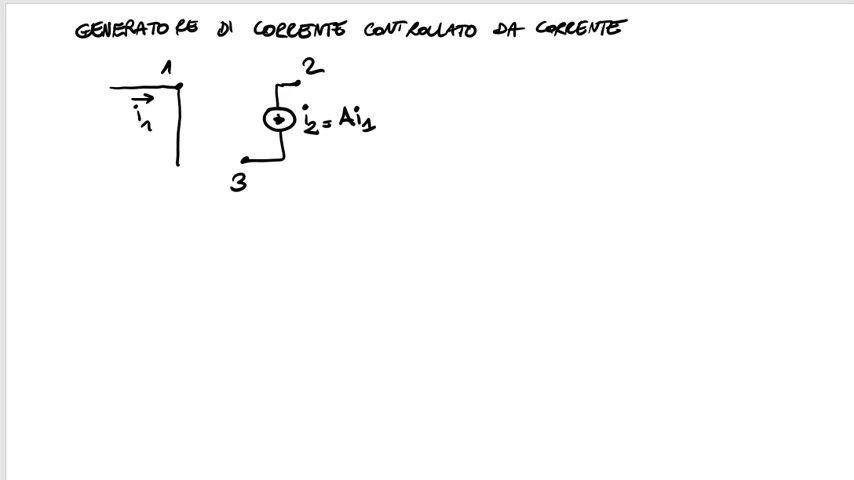 GENERATORE DI CORRENTE CONTROLLATO DA CORRENTE
1
2
i₁
i₂ = Ai₁
3